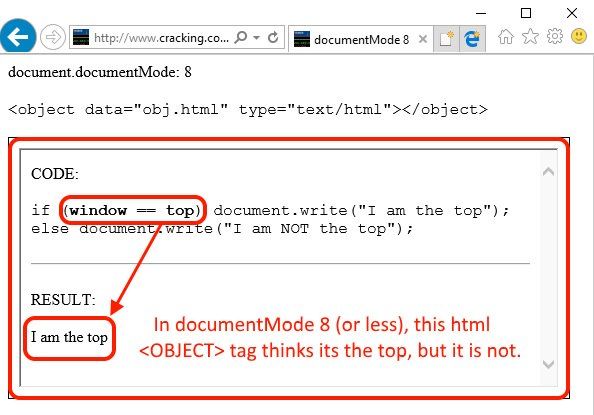 http://www.cracking.co...
documentMode 8
document.documentMode: 8
<object data="obj.html" type="text/html"></object>
CODE:
if (window == top) document.write("I am the top");
else document.write("I am NOT the top");
RESULT:
I am the top
In documentMode 8 (or less), this html
<OBJECT> tag thinks its the top, but it is not.